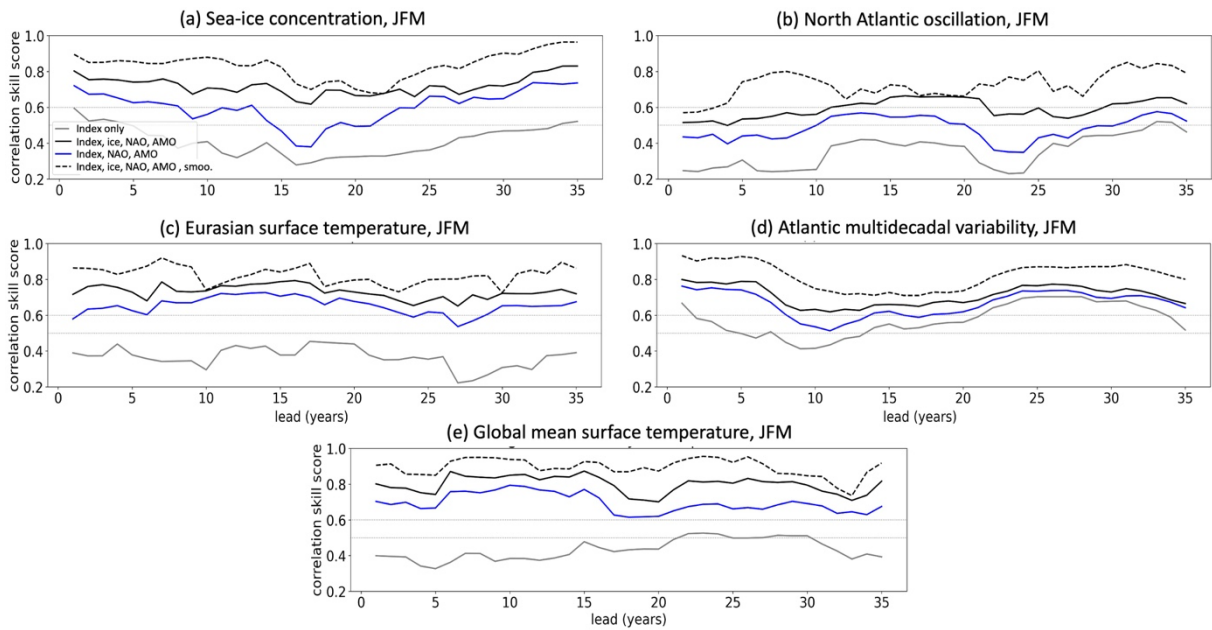 (a) Sea-ice concentration, JFM
(b) North Atlantic oscillation, JFM
correlation skill score
1.0
0.8
0.6
0.4
0.2
Index only
Index, ice, NAO, AMO
Index, NAO, AMO
Index, ice, NAO, AMO , smoo.
0 5 10 15 20 25 30 35
1.0
0.8
0.6
0.4
0.2
0 5 10 15 20 25 30 35
(c) Eurasian surface temperature, JFM
(d) Atlantic multidecadal variability, JFM
correlation skill score
1.0
0.8
0.6
0.4
0.2
0 5 10 15 20 25 30 35
lead (years)
1.0
0.8
0.6
0.4
0.2
0 5 10 15 20 25 30 35
lead (years)
(e) Global mean surface temperature, JFM
correlation skill score
1.0
0.8
0.6
0.4
0.2
0 5 10 15 20 25 30 35
lead (years)